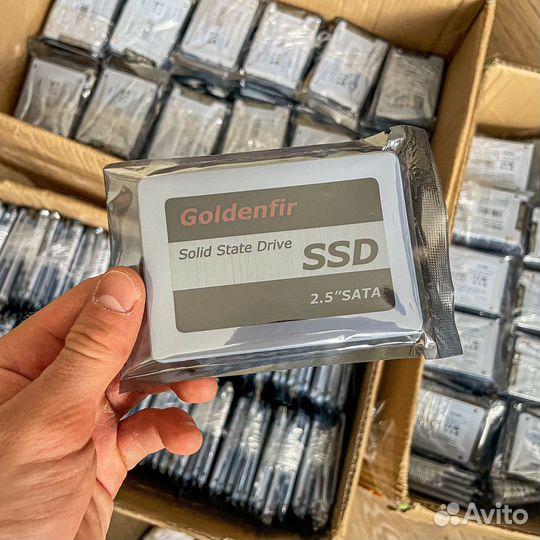 Goldenfir
Solid State Drive
SSD
2.5″SATA
Avito